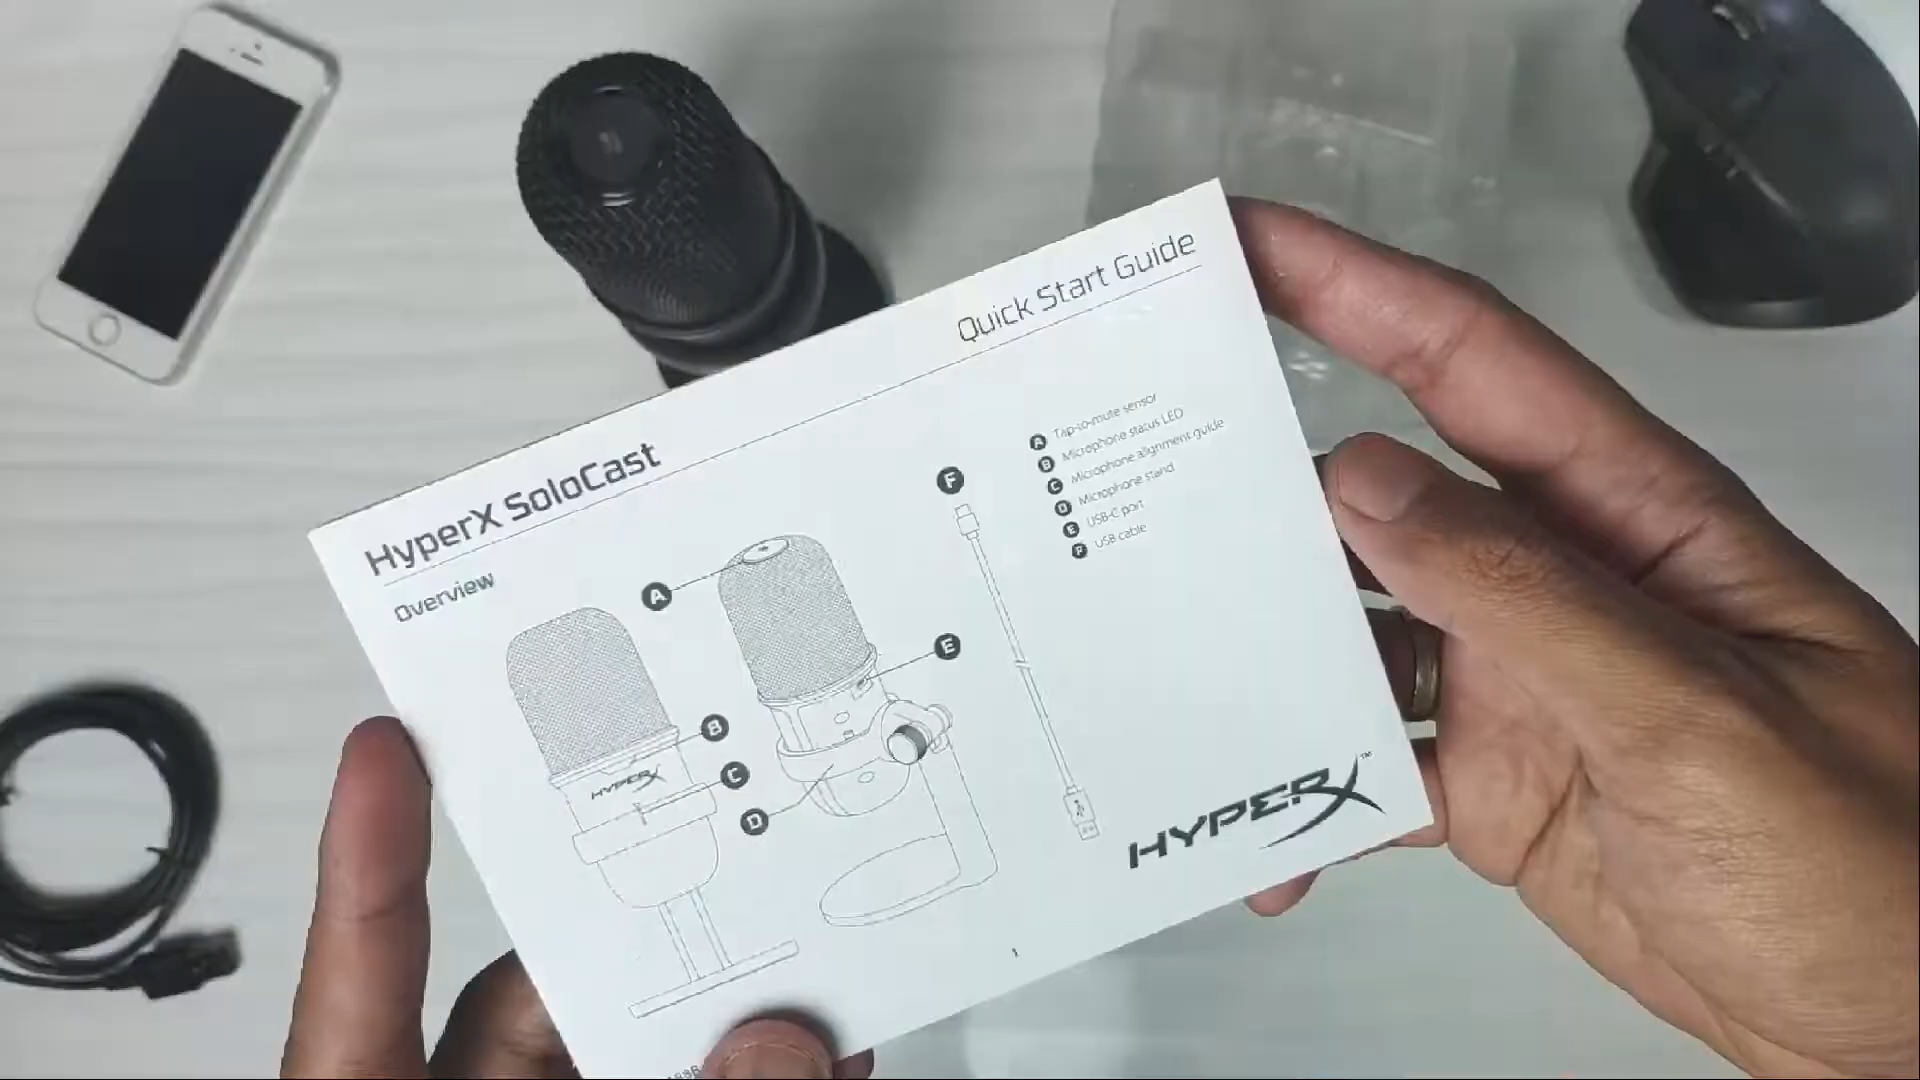 Quick Start Guide
HyperX SoloCast
Overview
A Tap-to-mute sensor
B Microphone status LED
C Microphone alignment guide
D Microphone stand
E USB-C port
F USB cable
A
F
E
B
HYPERX
C
D
HYPERX™
1